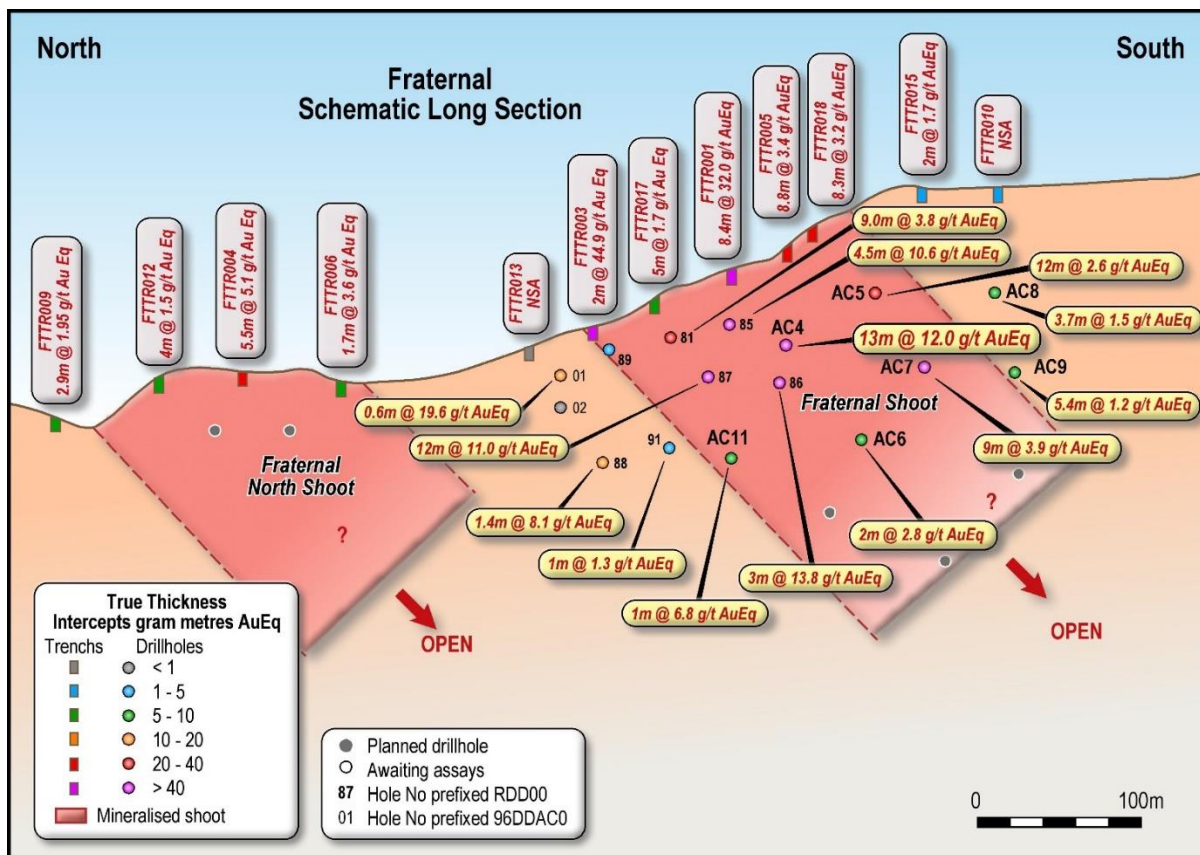 North
South
Fraternal
Schematic Long Section
FTTR009
2.9m @ 1.95 g/t Au Eq
FTTR012
4m @ 1.5 g/t Au Eq
FTTR004
5.5m @ 5.1 g/t Au Eq
FTTR006
1.7m @ 3.6 g/t Au Eq
FTTR013
NSA
FTTR003
2m @ 44.9 g/t Au Eq
FTTR017
5m @ 1.7 g/t Au Eq
FTTR001
8.4m @ 32.0 g/t AuEq
FTTR005
8.8m @ 3.4 g/t AuEq
FTTR018
8.3m @ 3.2 g/t AuEq
FTTR015
2m @ 1.7 g/t AuEq
FTTR010
NSA
9.0m @ 3.8 g/t AuEq
4.5m @ 10.6 g/t AuEq
12m @ 2.6 g/t AuEq
AC5
AC8
3.7m @ 1.5 g/t AuEq
85
81
AC4
13m @ 12.0 g/t AuEq
89
AC7
AC9
01
87
86
02
Fraternal Shoot
0.6m @ 19.6 g/t AuEq
5.4m @ 1.2 g/t AuEq
12m @ 11.0 g/t AuEq
91
AC11
AC6
9m @ 3.9 g/t AuEq
88
Fraternal
North Shoot
?
?
1.4m @ 8.1 g/t AuEq
2m @ 2.8 g/t AuEq
1m @ 1.3 g/t AuEq
3m @ 13.8 g/t AuEq
1m @ 6.8 g/t AuEq
OPEN
OPEN
True Thickness
Intercepts gram metres AuEq
Trenchs Drillholes
< 1
1 - 5
5 - 10
10 - 20
20 - 40
> 40
Mineralised shoot
Planned drillhole
Awaiting assays
87 Hole No prefixed RDD00
01 Hole No prefixed 96DDAC0
0 100m